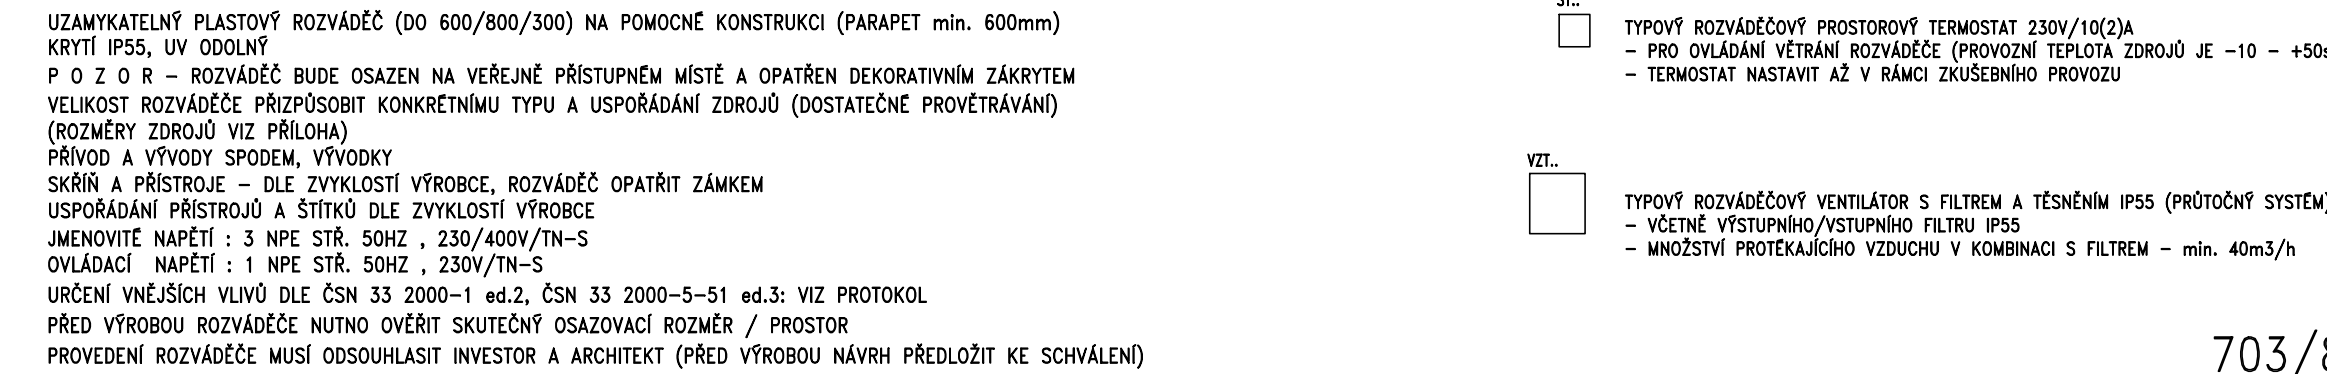 UZAMYKATELNÝ PLASTOVÝ ROZVÁDĚČ (DO 600/800/300) NA POMOCNÉ KONSTRUKCI (PARAPET min. 600mm)
KRYTÍ IP55, UV ODOLNÝ
P O Z O R – ROZVÁDĚČ BUDE OSAZEN NA VEŘEJNĚ PŘÍSTUPNÉM MÍSTĚ A OPATŘEN DEKORATIVNÍM ZÁKRYTEM
VELIKOST ROZVÁDĚČE PŘIZPŮSOBIT KONKRÉTNÍMU TYPU A USPOŘÁDÁNÍ ZDROJŮ (DOSTATEČNÉ PROVĚTRÁVÁNÍ)
(ROZMĚRY ZDROJŮ VIZ PŘÍLOHA)
PŘÍVOD A VÝVODY SPODEM, VÝVODKY
SKŘÍŇ A PŘÍSTROJE – DLE ZVYKLOSTÍ VÝROBCE, ROZVÁDĚČ OPATŘIT ZÁMKEM
USPOŘÁDÁNÍ PŘÍSTROJŮ A ŠTÍTKŮ DLE ZVYKLOSTÍ VÝROBCE
JMENOVITÉ NAPĚTÍ : 3 NPE STŘ. 50HZ , 230/400V/TN–S
OVLÁDACÍ NAPĚTÍ : 1 NPE STŘ. 50HZ , 230V/TN–S
URČENÍ VNĚJŠÍCH VLIVŮ DLE ČSN 33 2000–1 ed.2, ČSN 33 2000–5–51 ed.3: VIZ PROTOKOL
PŘED VÝROBOU ROZVÁDĚČE NUTNO OVĚŘIT SKUTEČNÝ OSAZOVACÍ ROZMĚR / PROSTOR
PROVEDENÍ ROZVÁDĚČE MUSÍ ODSOUHLASIT INVESTOR A ARCHITEKT (PŘED VÝROBOU NÁVRH PŘEDLOŽIT KE SCHVÁLENÍ)
ST..
TYPOVÝ ROZVÁDĚČOVÝ PROSTOROVÝ TERMOSTAT 230V/10(2)A
– PRO OVLÁDÁNÍ VĚTRÁNÍ ROZVÁDĚČE (PROVOZNÍ TEPLOTA ZDROJŮ JE –10 – +50s
– TERMOSTAT NASTAVIT AŽ V RÁMCI ZKUŠEBNÍHO PROVOZU
VZT..
TYPOVÝ ROZVÁDĚČOVÝ VENTILÁTOR S FILTREM A TĚSNĚNÍM IP55 (PRŮTOČNÝ SYSTÉM)
– VČETNĚ VÝSTUPNÍHO/VSTUPNÍHO FILTRU IP55
– MNOŽSTVÍ PROTÉKAJÍCÍHO VZDUCHU V KOMBINACI S FILTREM – min. 40m3/h
703/8